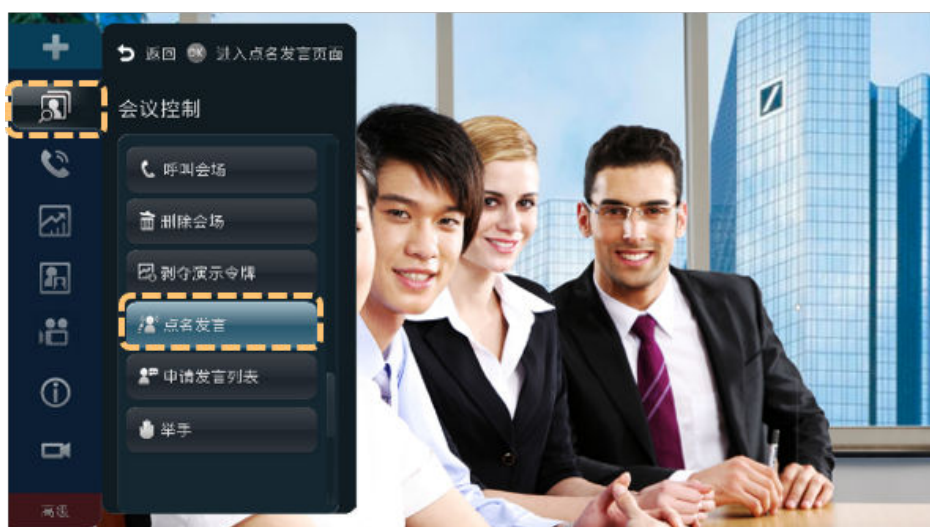 返回 OK 进入点名发言页面
会议控制
呼叫会场
删除会场
剥夺演示令牌
点名发言
申请发言列表
举手
高级